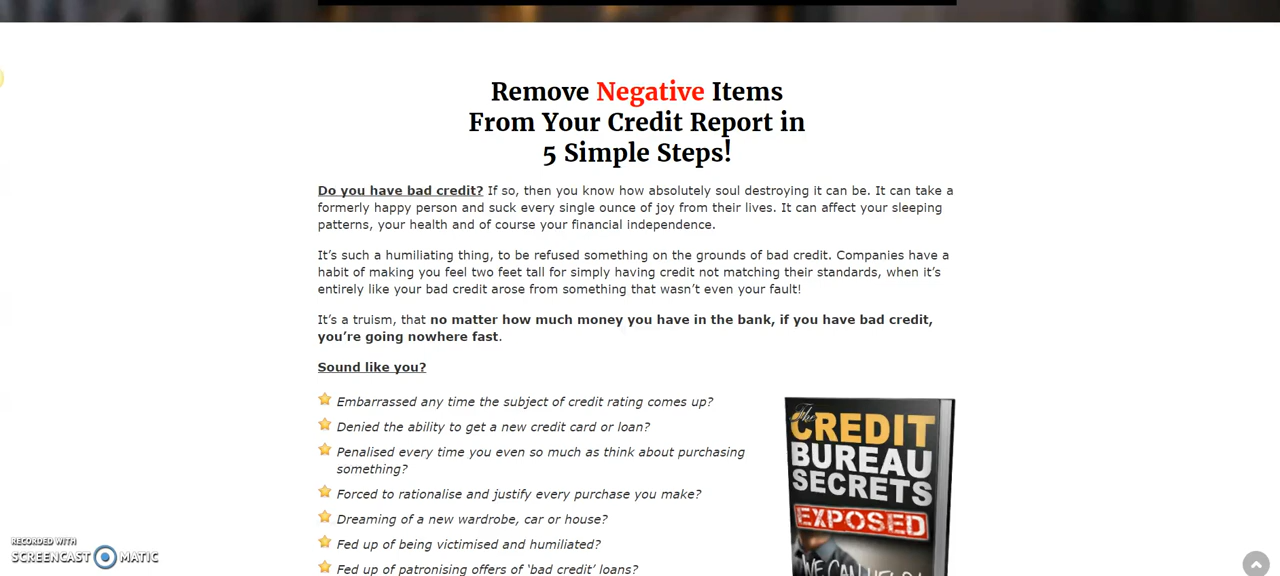 Remove Negative Items
From Your Credit Report in
5 Simple Steps!
Do you have bad credit? If so, then you know how absolutely soul destroying it can be. It can take a
formerly happy person and suck every single ounce of joy from their lives. It can affect your sleeping
patterns, your health and of course your financial independence.
It’s such a humiliating thing, to be refused something on the grounds of bad credit. Companies have a
habit of making you feel two feet tall for simply having credit not matching their standards, when it’s
entirely like your bad credit arose from something that wasn’t even your fault!
It’s a truism, that no matter how much money you have in the bank, if you have bad credit,
you’re going nowhere fast.
Sound like you?
Embarrassed any time the subject of credit rating comes up?
Denied the ability to get a new credit card or loan?
Penalised every time you even so much as think about purchasing
something?
Forced to rationalise and justify every purchase you make?
Dreaming of a new wardrobe, car or house?
Fed up of being victimised and humiliated?
Fed up of patronising offers of ‘bad credit’ loans?
The
CREDIT
BUREAU
SECRETS
EXPOSED
WE CAN HELP
RECORDED WITH
SCREENCAST MATIC